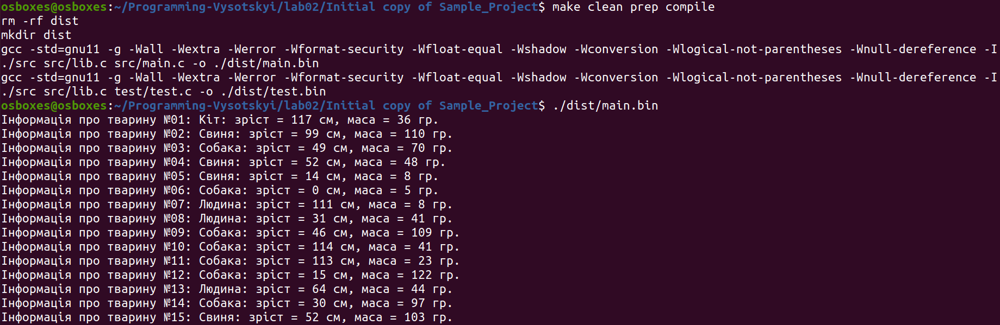 osboxes@osboxes:~/Programming-Vysotskyi/lab02/Initial copy of Sample_Project$ make clean prep compile
rm -rf dist
mkdir dist
gcc -std=gnu11 -g -Wall -Wextra -Werror -Wformat-security -Wfloat-equal -Wshadow -Wconversion -Wlogical-not-parentheses -Wnull-dereference -I
./src src/lib.c src/main.c -o ./dist/main.bin
gcc -std=gnu11 -g -Wall -Wextra -Werror -Wformat-security -Wfloat-equal -Wshadow -Wconversion -Wlogical-not-parentheses -Wnull-dereference -I
./src src/lib.c test/test.c -o ./dist/test.bin
osboxes@osboxes:~/Programming-Vysotskyi/lab02/Initial copy of Sample_Project$ ./dist/main.bin
Інформація про тварину №01: Кіт: зріст = 117 см, маса = 36 гр.
Інформація про тварину №02: Свиня: зріст = 99 см, маса = 110 гр.
Інформація про тварину №03: Собака: зріст = 49 см, маса = 70 гр.
Інформація про тварину №04: Свиня: зріст = 52 см, маса = 48 гр.
Інформація про тварину №05: Свиня: зріст = 14 см, маса = 8 гр.
Інформація про тварину №06: Собака: зріст = 0 см, маса = 5 гр.
Інформація про тварину №07: Людина: зріст = 111 см, маса = 8 гр.
Інформація про тварину №08: Людина: зріст = 31 см, маса = 41 гр.
Інформація про тварину №09: Собака: зріст = 46 см, маса = 109 гр.
Інформація про тварину №10: Собака: зріст = 114 см, маса = 41 гр.
Інформація про тварину №11: Собака: зріст = 113 см, маса = 23 гр.
Інформація про тварину №12: Собака: зріст = 15 см, маса = 122 гр.
Інформація про тварину №13: Людина: зріст = 64 см, маса = 44 гр.
Інформація про тварину №14: Собака: зріст = 30 см, маса = 97 гр.
Інформація про тварину №15: Свиня: зріст = 52 см, маса = 103 гр.